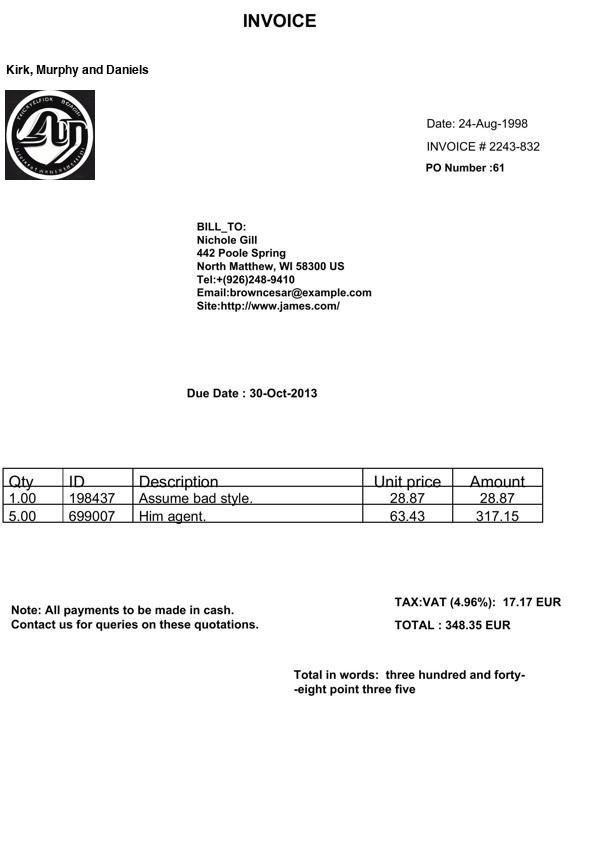 INVOICE
Kirk, Murphy and Daniels
Date: 24-Aug-1998
INVOICE # 2243-832
PO Number :61
BILL_TO:
Nichole Gill
442 Poole Spring
North Matthew, WI 58300 US
Tel:+(926)248-9410
Email:browncesar@example.com
Site:http://www.james.com/
Due Date : 30-Oct-2013
Qty ID Description Unit price Amount
1.00 198437 Assume bad style. 28.87 28.87
5.00 699007 Him agent. 63.43 317.15
TAX:VAT (4.96%): 17.17 EUR
Note: All payments to be made in cash.
Contact us for queries on these quotations.
TOTAL : 348.35 EUR
Total in words: three hundred and forty-
-eight point three five